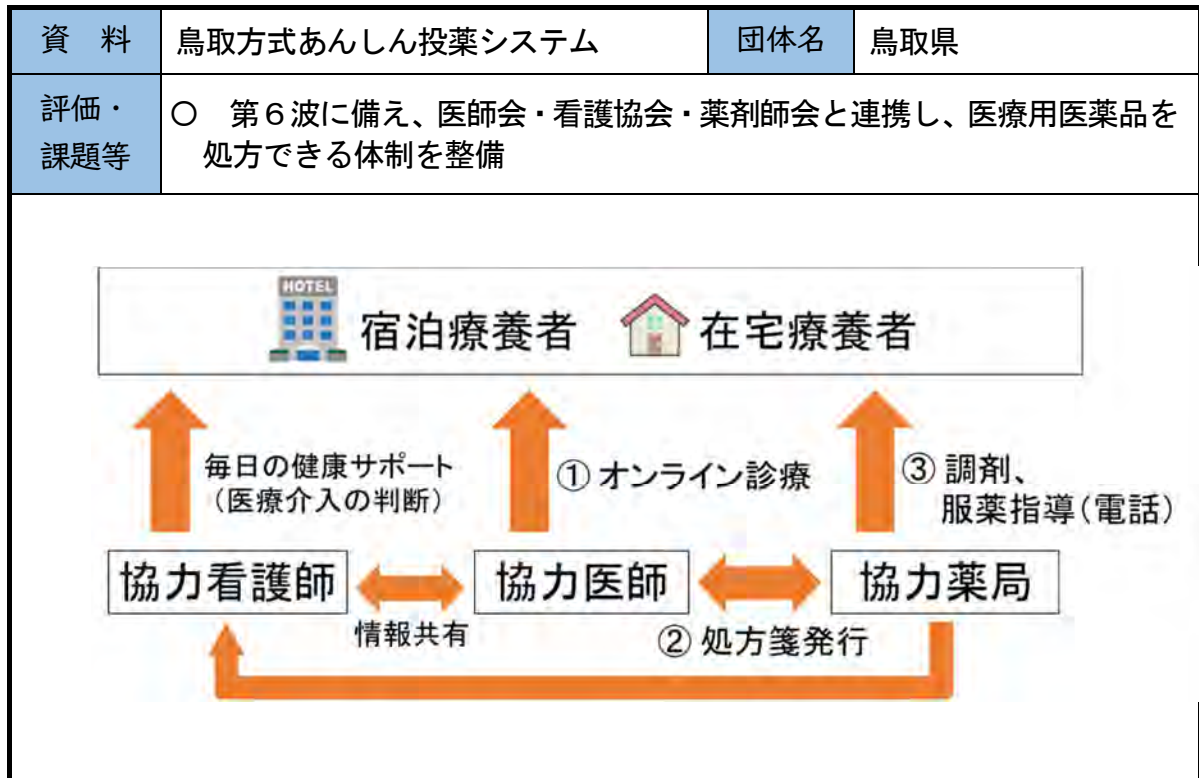 資　料
鳥取方式あんしん投薬システム
団体名
鳥取県
評価・
課題等
○　第６波に備え、医師会・看護協会・薬剤師会と連携し、医療用医薬品を
処方できる体制を整備
HOTEL
宿泊療養者
在宅療養者
毎日の健康サポート
（医療介入の判断）
① オンライン診療
③ 調剤、
服薬指導（電話）
協力看護師
協力医師
協力薬局
情報共有
② 処方箋発行